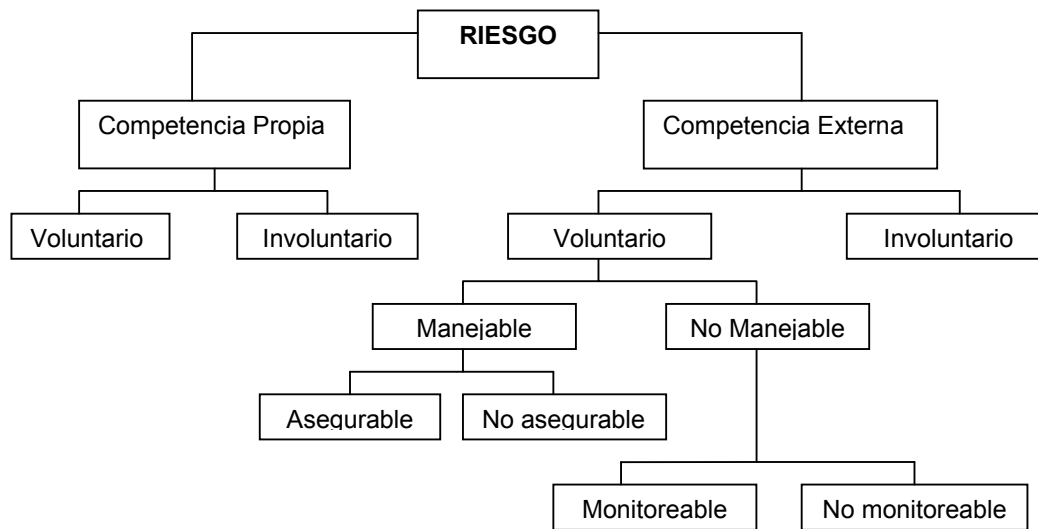 RIESGO
Competencia Propia
Competencia Externa
Voluntario
Involuntario
Voluntario
Involuntario
Manejable
No Manejable
Asegurable
No asegurable
Monitoreable
No monitoreable